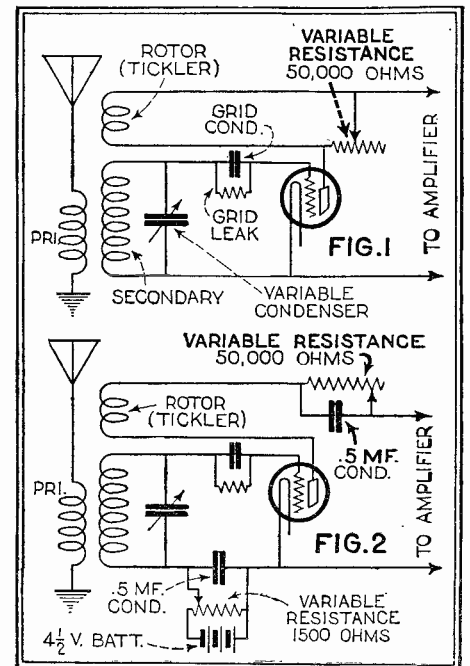 ROTOR
(TICKLER)
VARIABLE
RESISTANCE
50,000 OHMS
GRID
COND.
GRID
LEAK
PRI.
FIG.1
TO AMPLIFIER
SECONDARY
VARIABLE
CONDENSER
VARIABLE RESISTANCE
50,000 OHMS
ROTOR
(TICKLER)
.5 MF.
COND.
PRI.
FIG.2
TO AMPLIFIER
.5 MF.
COND.
VARIABLE
RESISTANCE
1500 OHMS
4½ V. BATT.